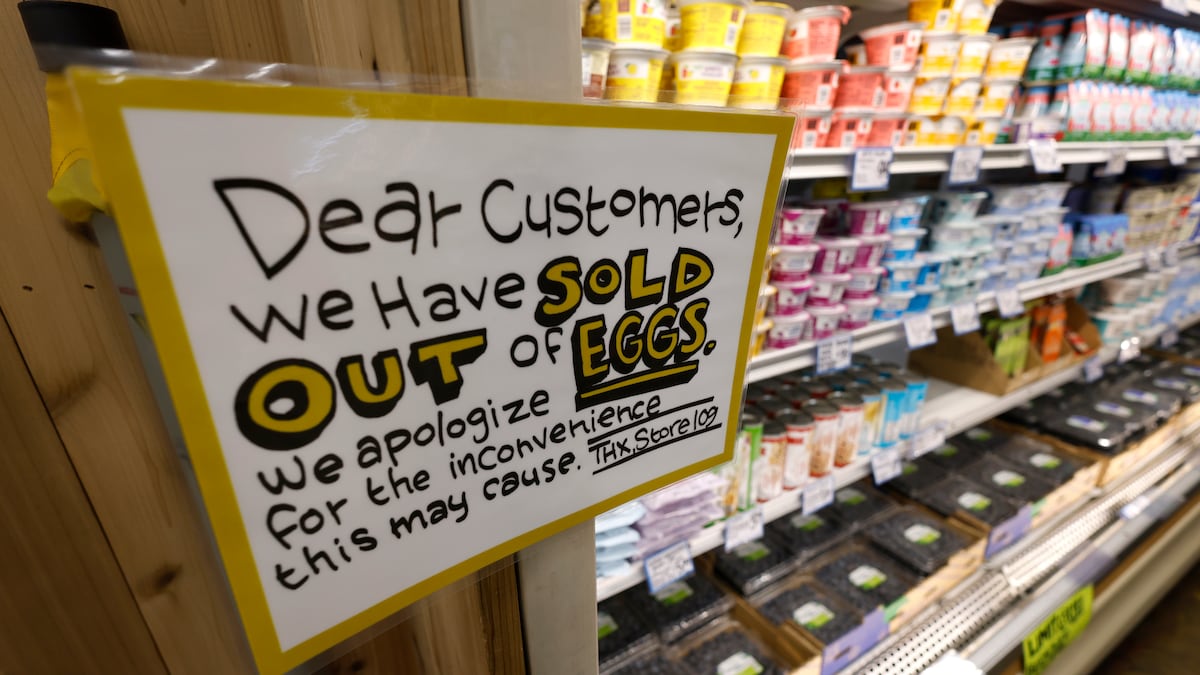 Dear Customers,
we Have SOLD
OUT of EGGS.
we apologize
for the inconvenience
this may cause. THX, Store 109
LIMIT